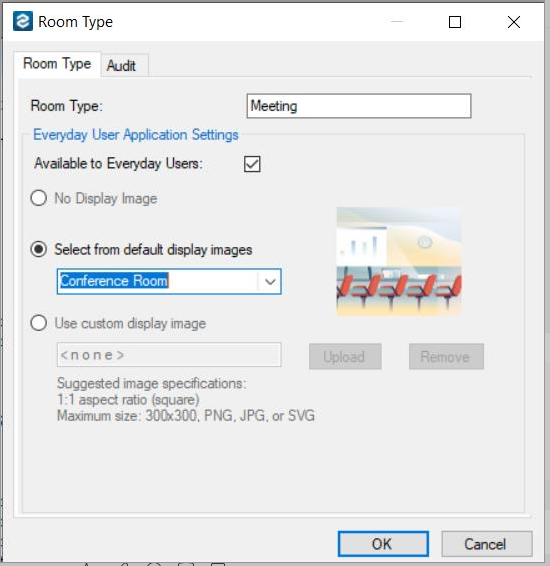 Room Type
Room Type Audit
Room Type: Meeting
Everyday User Application Settings
Available to Everyday Users:
No Display Image
Select from default display images
Conference Room
Use custom display image
<none> Upload Remove
Suggested image specifications:
1:1 aspect ratio (square)
Maximum size: 300x300, PNG, JPG, or SVG
OK Cancel